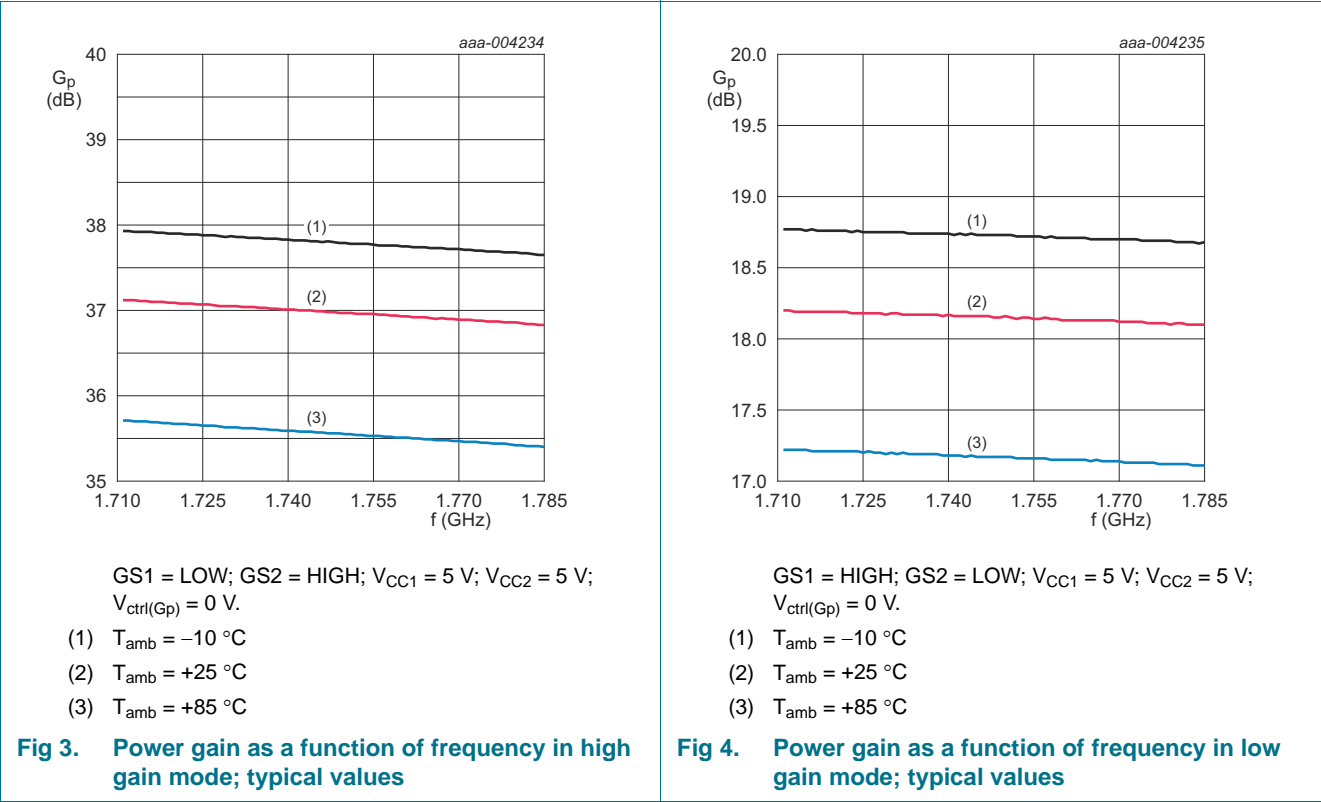 aaa-004234
40
Gp
(dB)
39
38
37
36
35
(1)
(2)
(3)
1.710 1.725 1.740 1.755 1.770 1.785
f (GHz)
GS1 = LOW; GS2 = HIGH; VCC1 = 5 V; VCC2 = 5 V;
Vctrl(Gp) = 0 V.
(1) Tamb = −10 °C
(2) Tamb = +25 °C
(3) Tamb = +85 °C
Fig 3. Power gain as a function of frequency in high
gain mode; typical values
aaa-004235
20.0
Gp
(dB)
19.5
19.0
18.5
18.0
17.5
17.0
(1)
(2)
(3)
1.710 1.725 1.740 1.755 1.770 1.785
f (GHz)
GS1 = HIGH; GS2 = LOW; VCC1 = 5 V; VCC2 = 5 V;
Vctrl(Gp) = 0 V.
(1) Tamb = −10 °C
(2) Tamb = +25 °C
(3) Tamb = +85 °C
Fig 4. Power gain as a function of frequency in low
gain mode; typical values